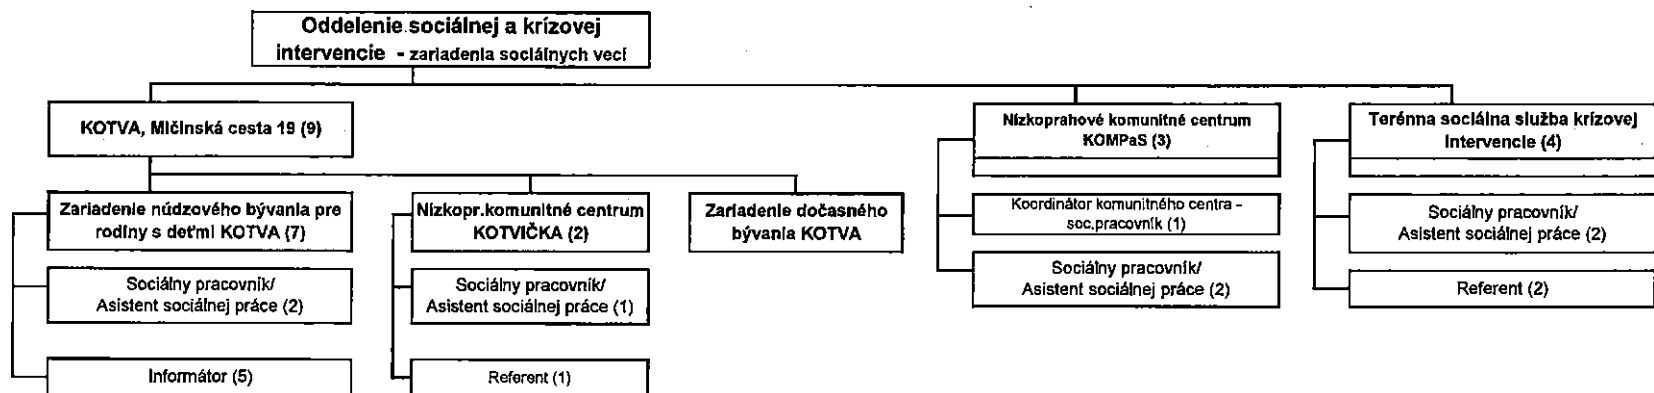 Oddelenie sociálnej a krízovej
intervencie - zariadenia sociálnych vecí
KOTVA, Mičinská cesta 19 (9)
Nízkoprahové komunitné centrum
KOMPaS (3)
Terénna sociálna služba krízovej
Intervencie (4)
Zariadenie núdzového bývania pre
rodiny s deťmi KOTVA (7)
Nízkopr.komunitné centrum
KOTVIČKA (2)
Zariadenie dočasného
bývania KOTVA
Koordinátor komunitného centra -
soc.pracovník (1)
Sociálny pracovník/
Asistent sociálnej práce (2)
Sociálny pracovník/
Asistent sociálnej práce (2)
Sociálny pracovník/
Asistent sociálnej práce (1)
Sociálny pracovník/
Asistent sociálnej práce (2)
Referent (2)
Informátor (5)
Referent (1)